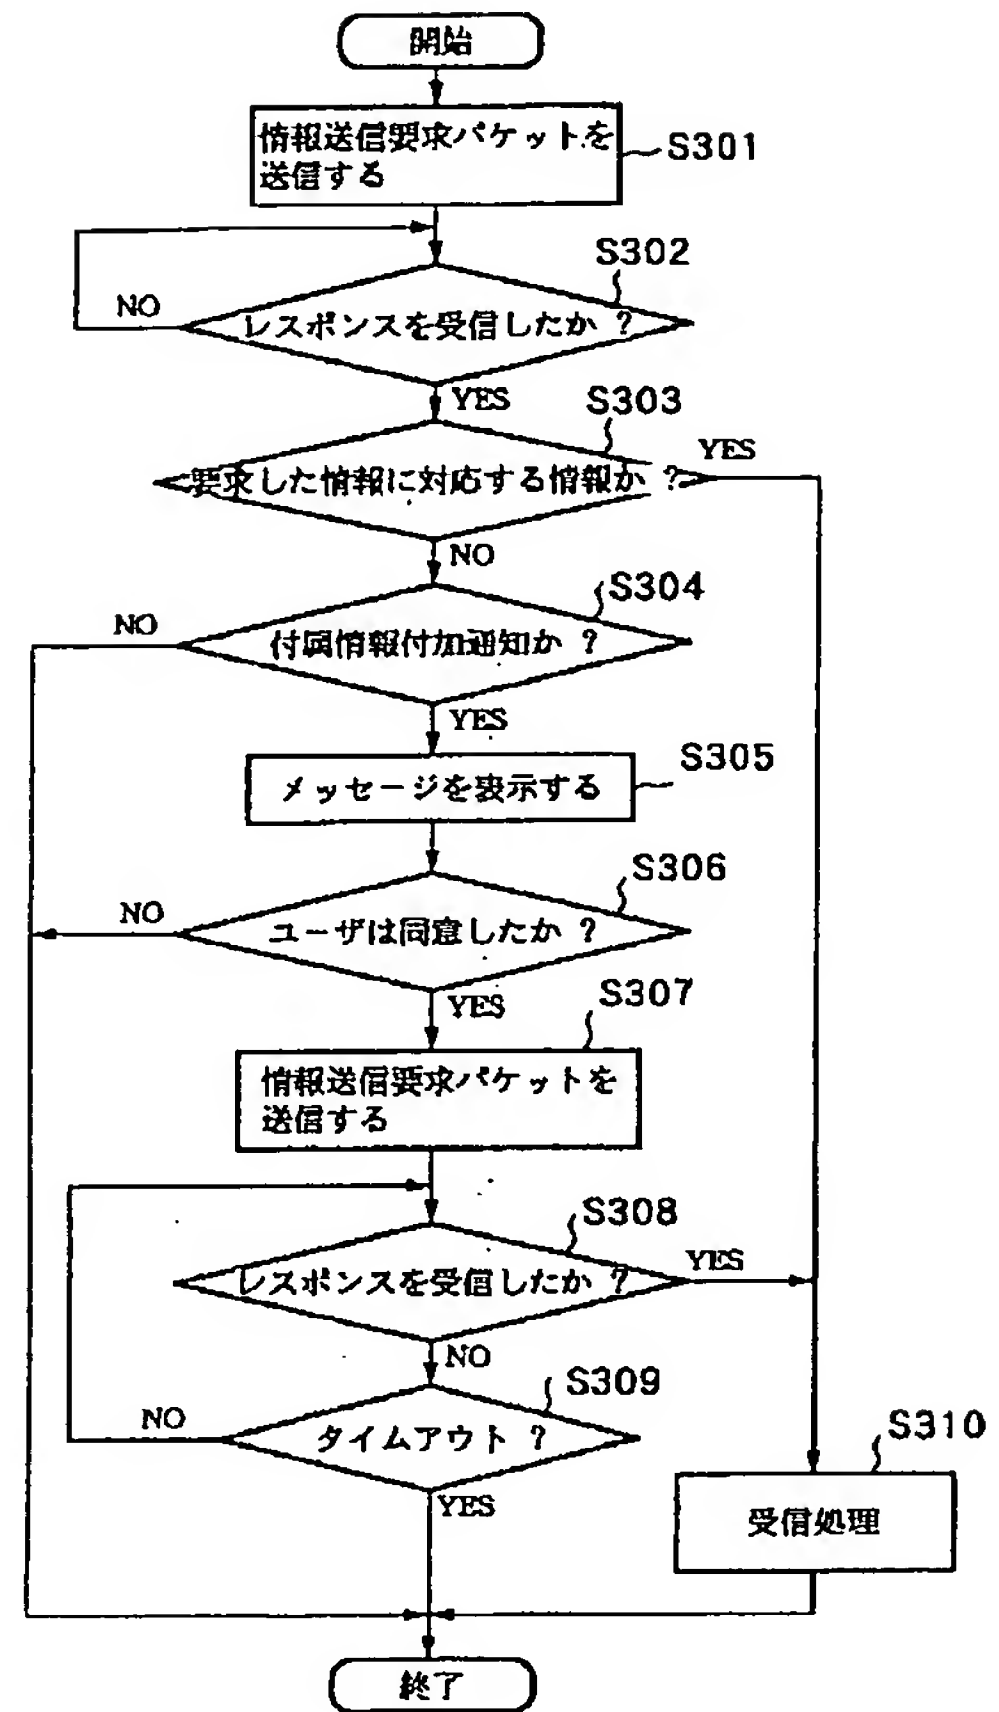 開始
情報送信要求パケットを
送信する
S301
S302
NO
レスポンスを受信したか ?
YES
S303
YES
要求した情報に対応する情報か ?
NO
S304
NO
付属情報付加通知か ?
YES
S305
メッセージを表示する
S306
NO
ユーザは同意したか ?
YES
S307
情報送信要求パケットを
送信する
S308
YES
レスポンスを受信したか ?
NO
S309
NO
タイムアウト ?
S310
YES
受信処理
終了